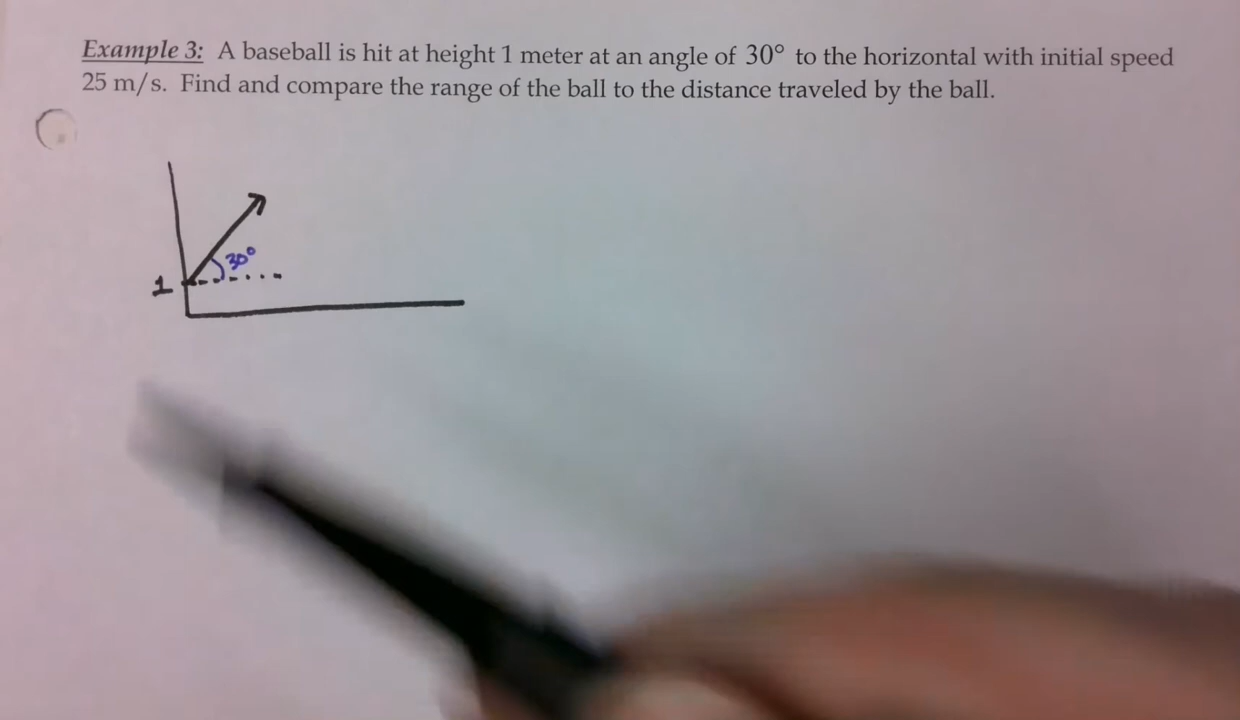 Example 3: A baseball is hit at height 1 meter at an angle of 30° to the horizontal with initial speed
25 m/s. Find and compare the range of the ball to the distance traveled by the ball.
30°
1